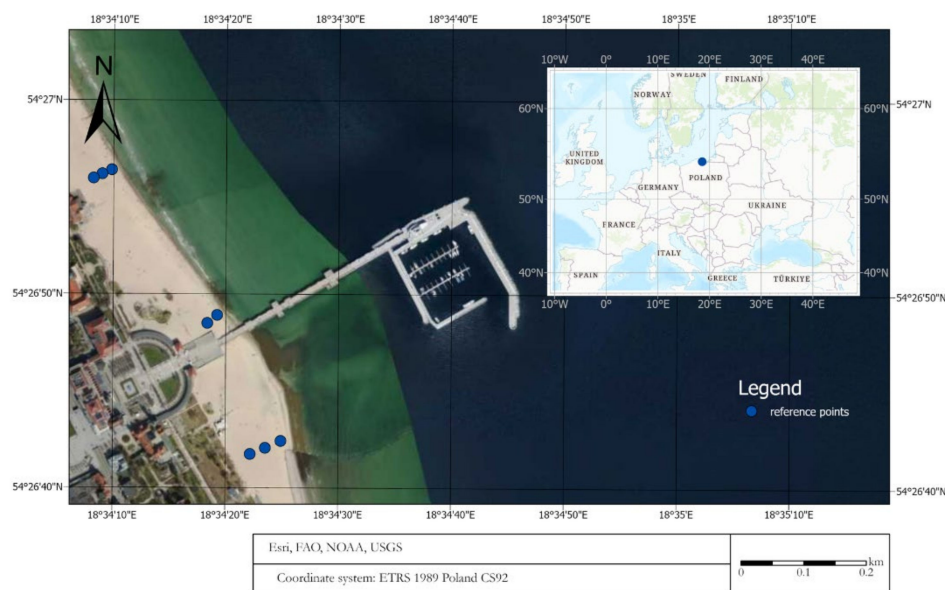 18°34'10"E 18°34'20"E 18°34'30"E 18°34'40"E 18°34'50"E 18°35'E 18°35'10"E
N
54°27'N 54°27'N
10°W 0° 10°E 20°E 30°E 40°E
SWEDEN
FINLAND
NORWAY
60°N 60°N
UNITED
KINGDOM
POLAND
GERMANY
50°N 50°N
UKRAINE
FRANCE
ITALY
40°N 40°N
SPAIN GREECE TÜRKIYE
10°W 0° 10°E 20°E 30°E 40°E
54°26'50"N 54°26'50"N
Legend
reference points
54°26'40"N 54°26'40"N
18°34'10"E 18°34'20"E 18°34'30"E 18°34'40"E 18°34'50"E 18°35'E 18°35'10"E
Esri, FAO, NOAA, USGS
Coordinate system: ETRS 1989 Poland CS92
km
0 0.1 0.2